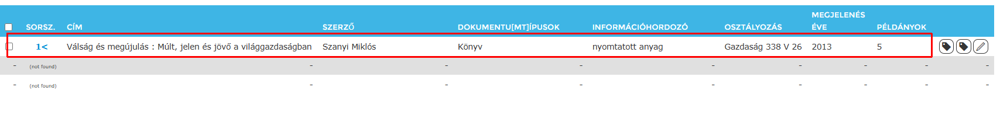 MEGJELENÉS
SORSZ. CÍM SZERZŐ DOKUMENTU[MT]ÍPUSOK INFORMÁCIÓHORDOZÓ OSZTÁLYOZÁS ÉVE PÉLDÁNYOK
1< Válság és megújulás : Múlt, jelen és jövő a világgazdaságban Szanyi Miklós Könyv nyomtatott anyag Gazdaság 338 V 26 2013 5
- (not found) - - - - - - - -
- (not found) - - - - - - - -